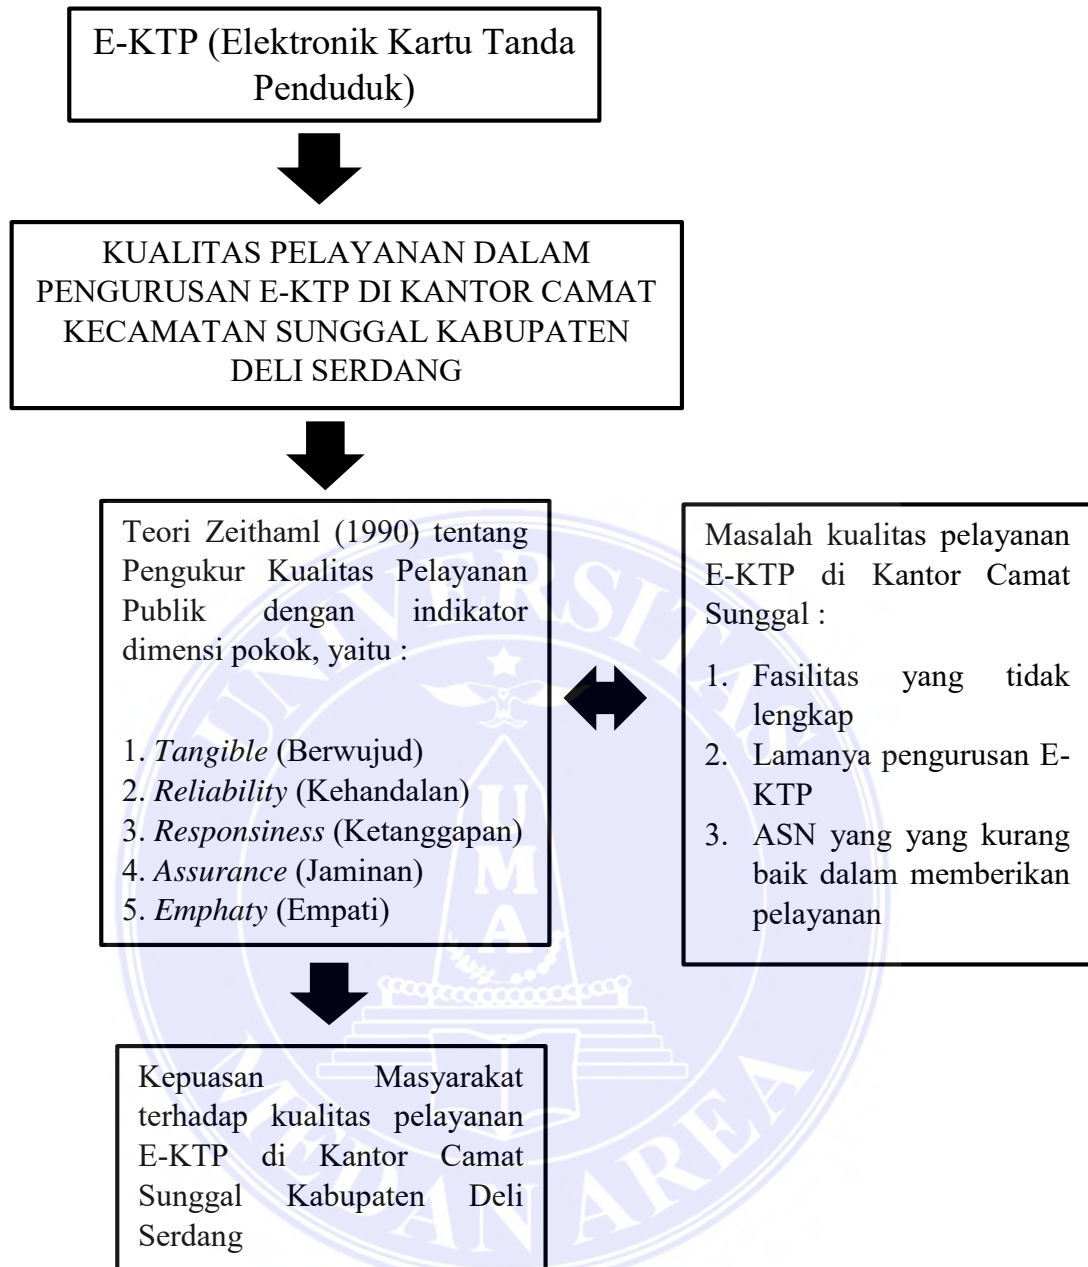 E-KTP (Elektronik Kartu Tanda
Penduduk)
KUALITAS PELAYANAN DALAM
PENGURUSAN E-KTP DI KANTOR CAMAT
KECAMATAN SUNGGAL KABUPATEN
DELI SERDANG
Teori Zeithaml (1990) tentang
Pengukur Kualitas Pelayanan
Publik dengan indikator
dimensi pokok, yaitu :
1. Tangible (Berwujud)
2. Reliability (Kehandalan)
3. Responsiness (Ketanggapan)
4. Assurance (Jaminan)
5. Emphaty (Empati)
Masalah kualitas pelayanan
E-KTP di Kantor Camat
Sunggal :
1. Fasilitas yang tidak
lengkap
2. Lamanya pengurusan E-
KTP
3. ASN yang yang kurang
baik dalam memberikan
pelayanan
Kepuasan Masyarakat
terhadap kualitas pelayanan
E-KTP di Kantor Camat
Sunggal Kabupaten Deli
Serdang
UNIVERSITAS
MEDAN AREA
U
M
A